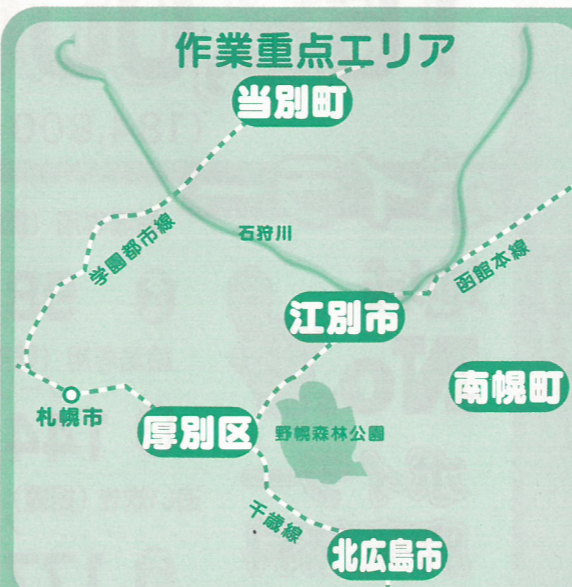 作業重点エリア
当別町
学園都市線
石狩川
函館本線
江別市
南幌町
札幌市
厚別区
野幌森林公園
千歳線
北広島市